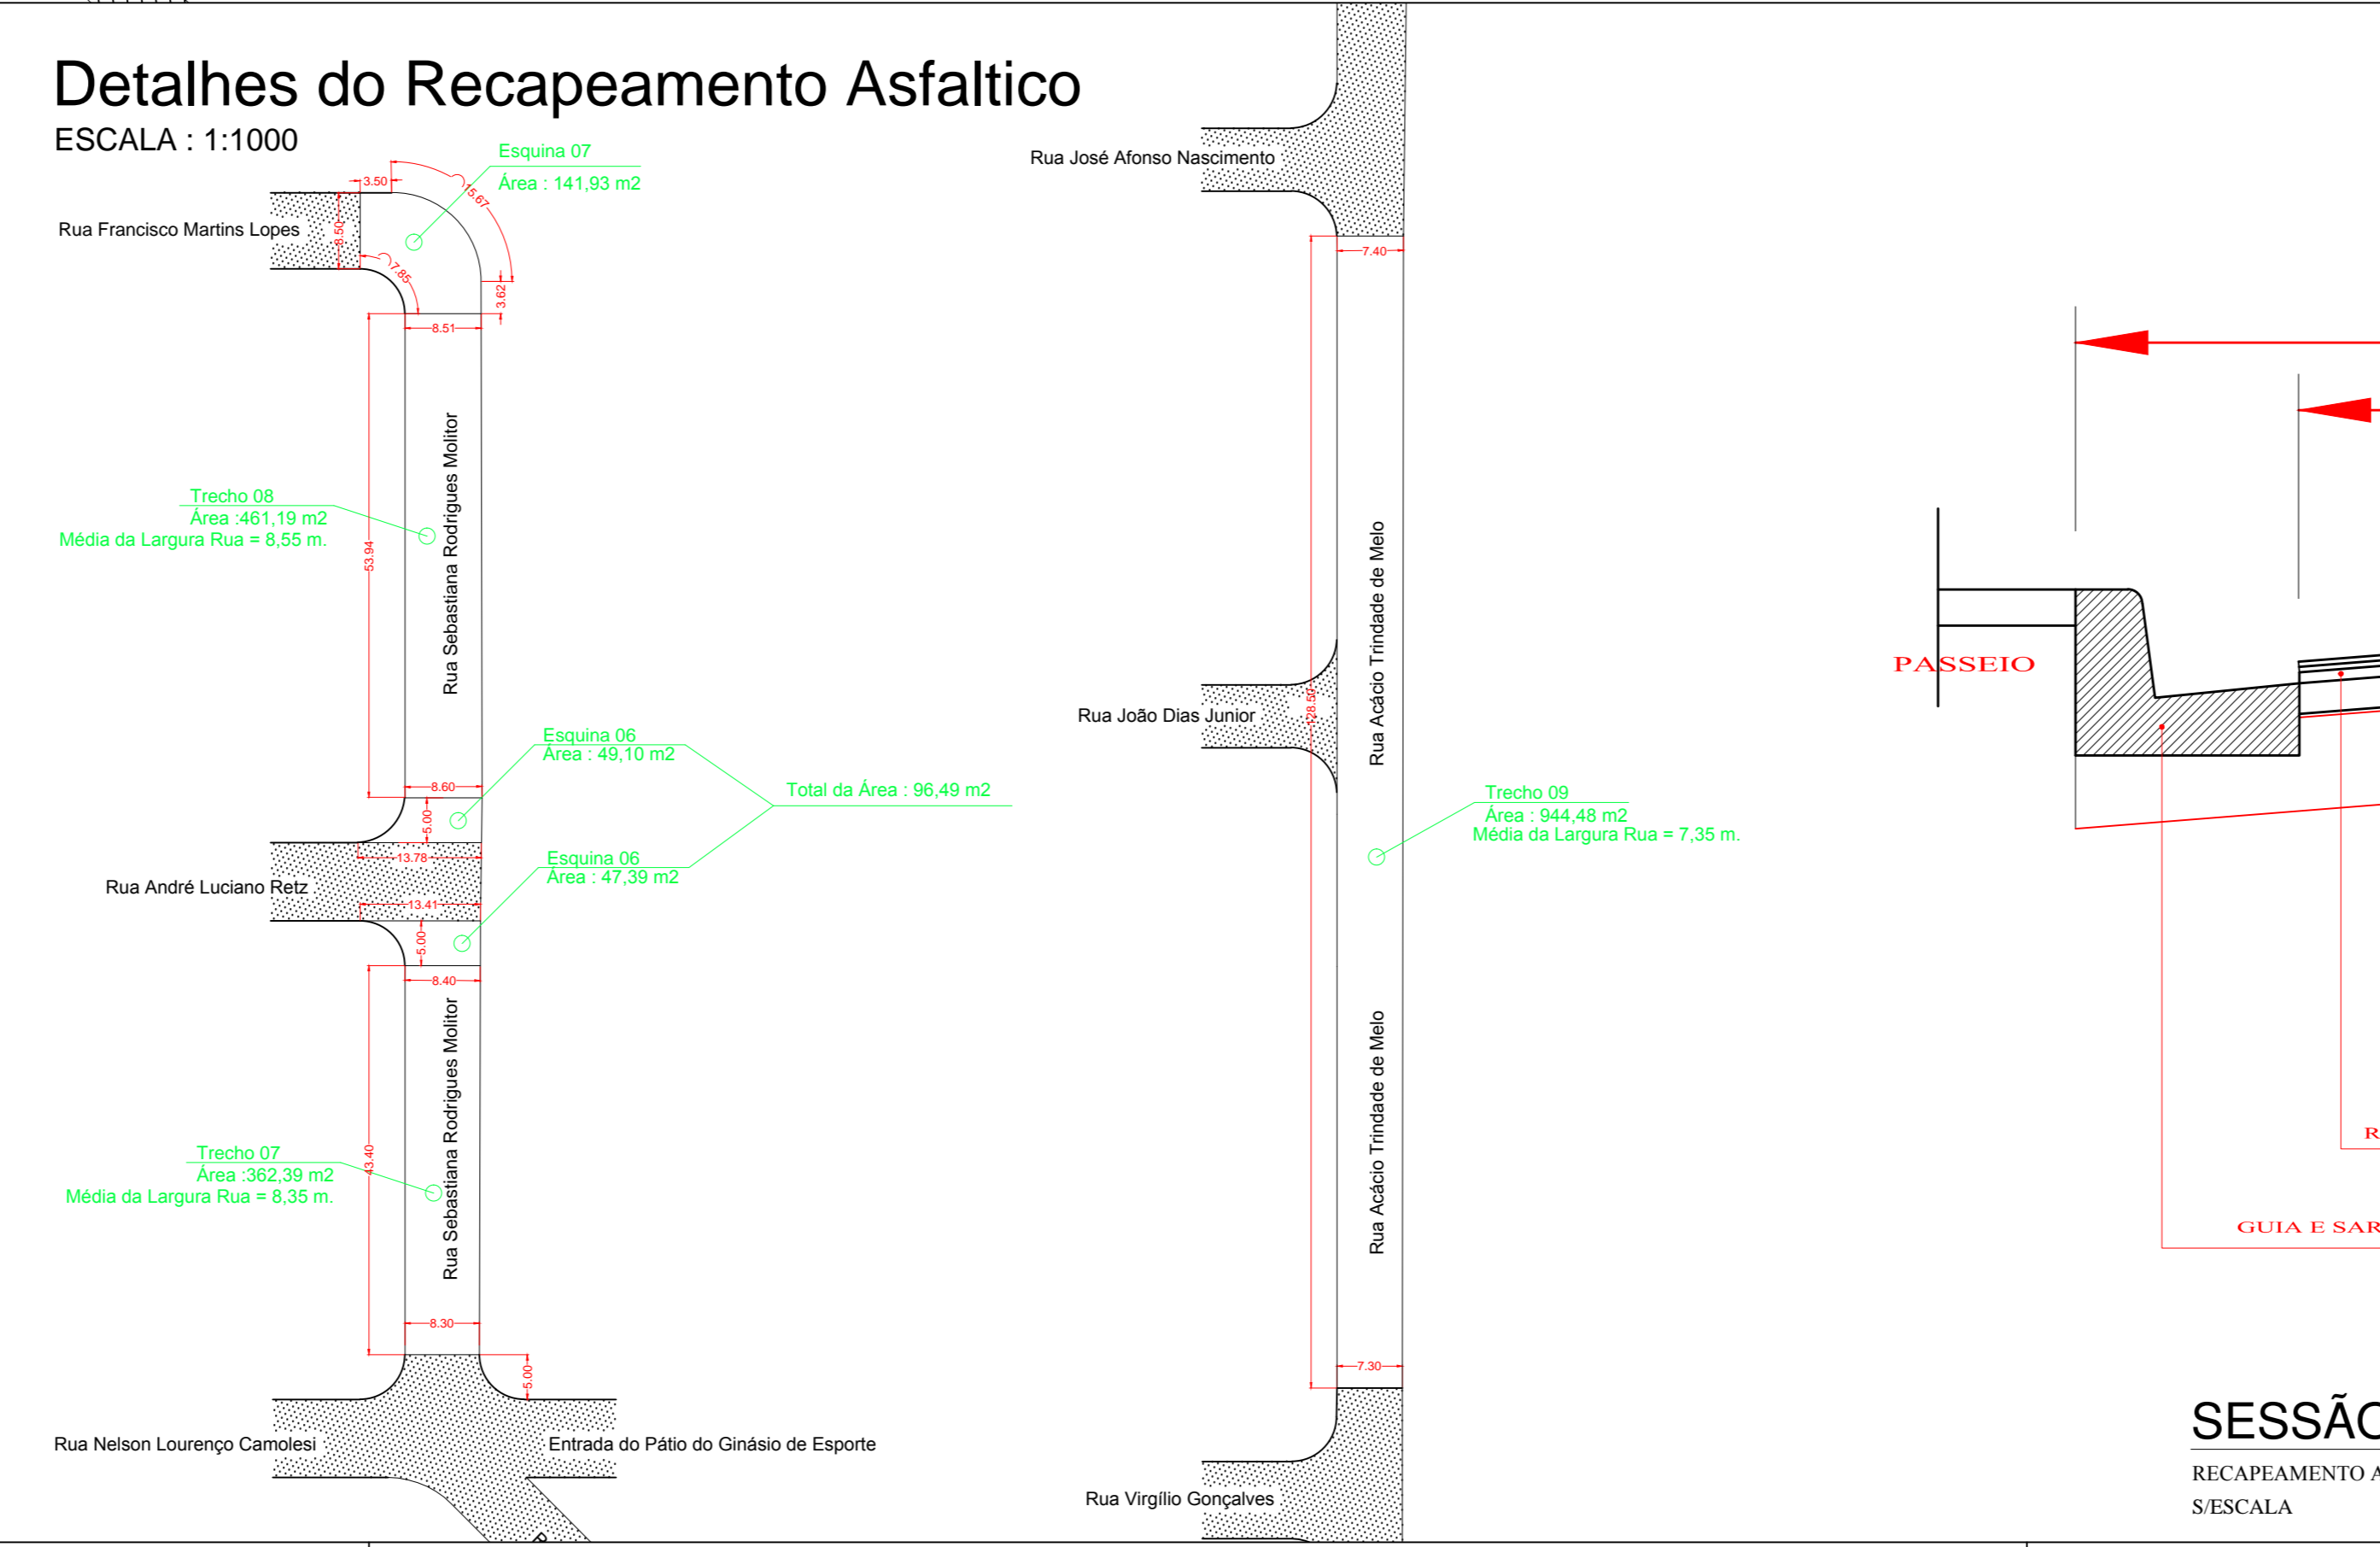 Detalhes do Recapeamento Asfaltico
ESCALA : 1:1000
Esquina 07
Área : 141,93 m2
3.50
15.67
Rua Francisco Martins Lopes
8.50
7.85
3.62
8.51
Rua Sebastiana Rodrigues Molitor
Trecho 08
Área :461,19 m2
Média da Largura Rua = 8,55 m.
53.94
Esquina 06
Área : 49,10 m2
8.60
5.00
Total da Área : 96,49 m2
13.78
Rua André Luciano Retz
Esquina 06
Área : 47,39 m2
13.41
5.00
8.40
Rua Sebastiana Rodrigues Molitor
Trecho 07
Área :362,39 m2
Média da Largura Rua = 8,35 m.
43.40
8.30
5.00
Rua Nelson Lourenço Camolesi
Entrada do Pátio do Ginásio de Esporte
R
Rua José Afonso Nascimento
7.40
Rua Acácio Trindade de Melo
128.50
Rua João Dias Junior
Trecho 09
Área : 944,48 m2
Média da Largura Rua = 7,35 m.
Rua Acácio Trindade de Melo
7.30
Rua Virgílio Gonçalves
PASSEIO
R
GUIA E SAR
SESSÃO
RECAPEAMENTO A
S/ESCALA